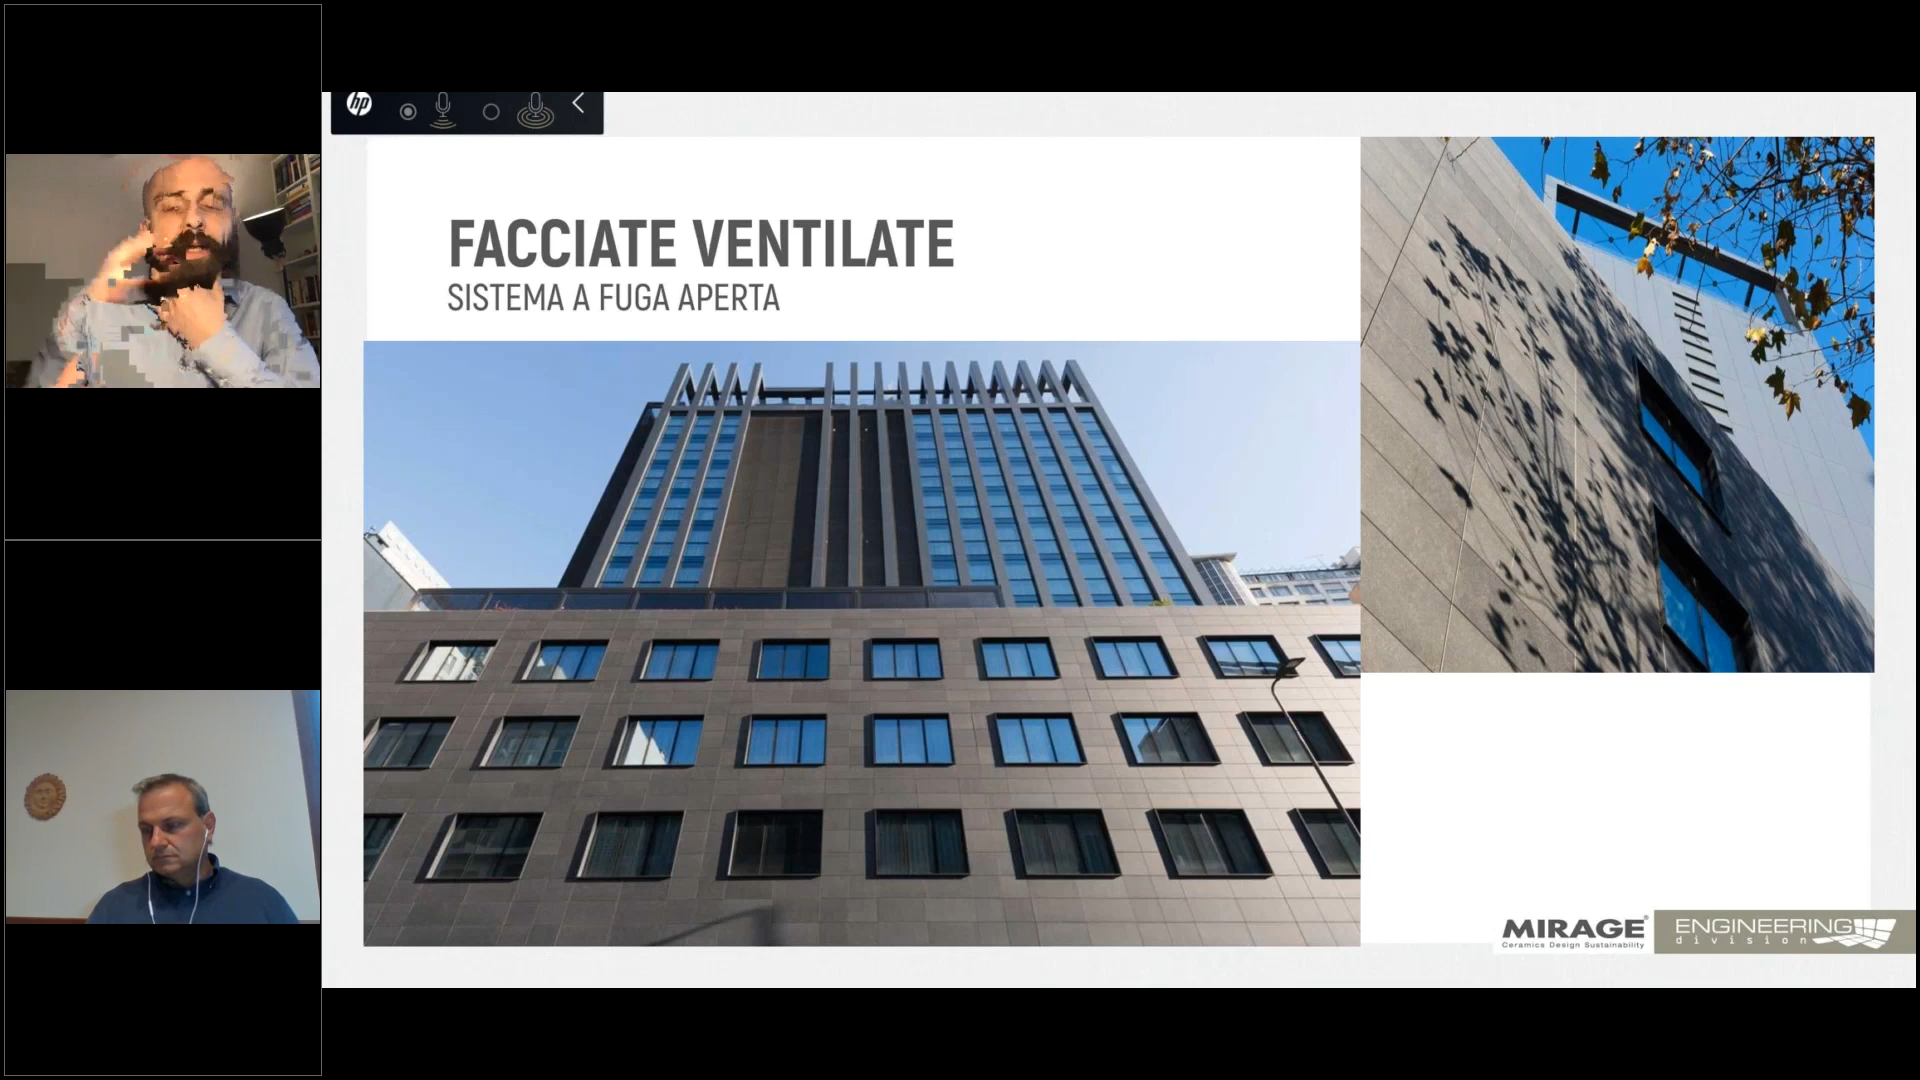 hp
FACCIATE VENTILATE
SISTEMA A FUGA APERTA
MIRAGE®
Ceramics Design Sustainability
ENGINEERING
division